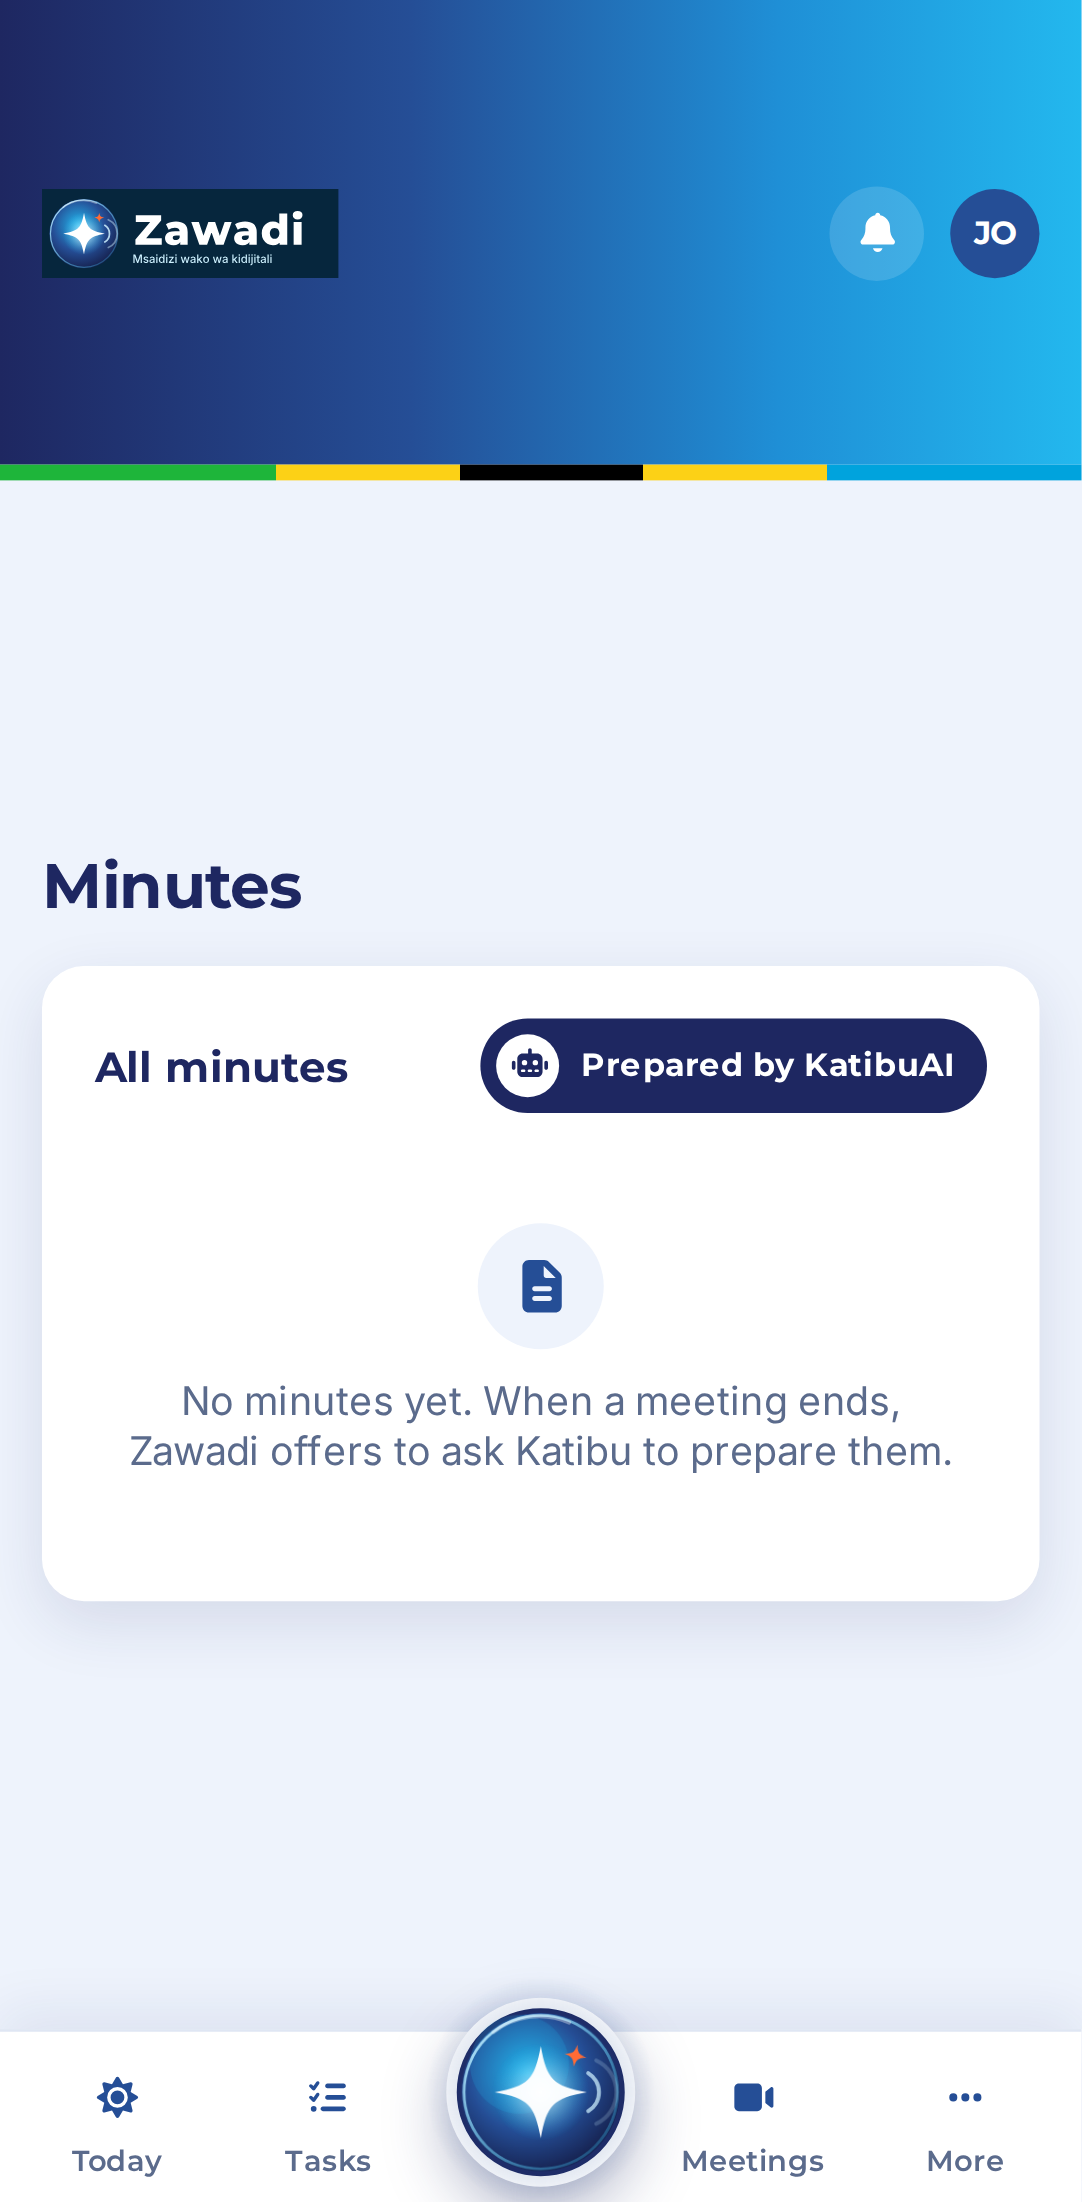 Zawadi
Msaidizi wako wa kidijitali
JO
Minutes
All minutes
Prepared by KatibuAI
No minutes yet. When a meeting ends,
Zawadi offers to ask Katibu to prepare them.
Today
Tasks
Meetings
More